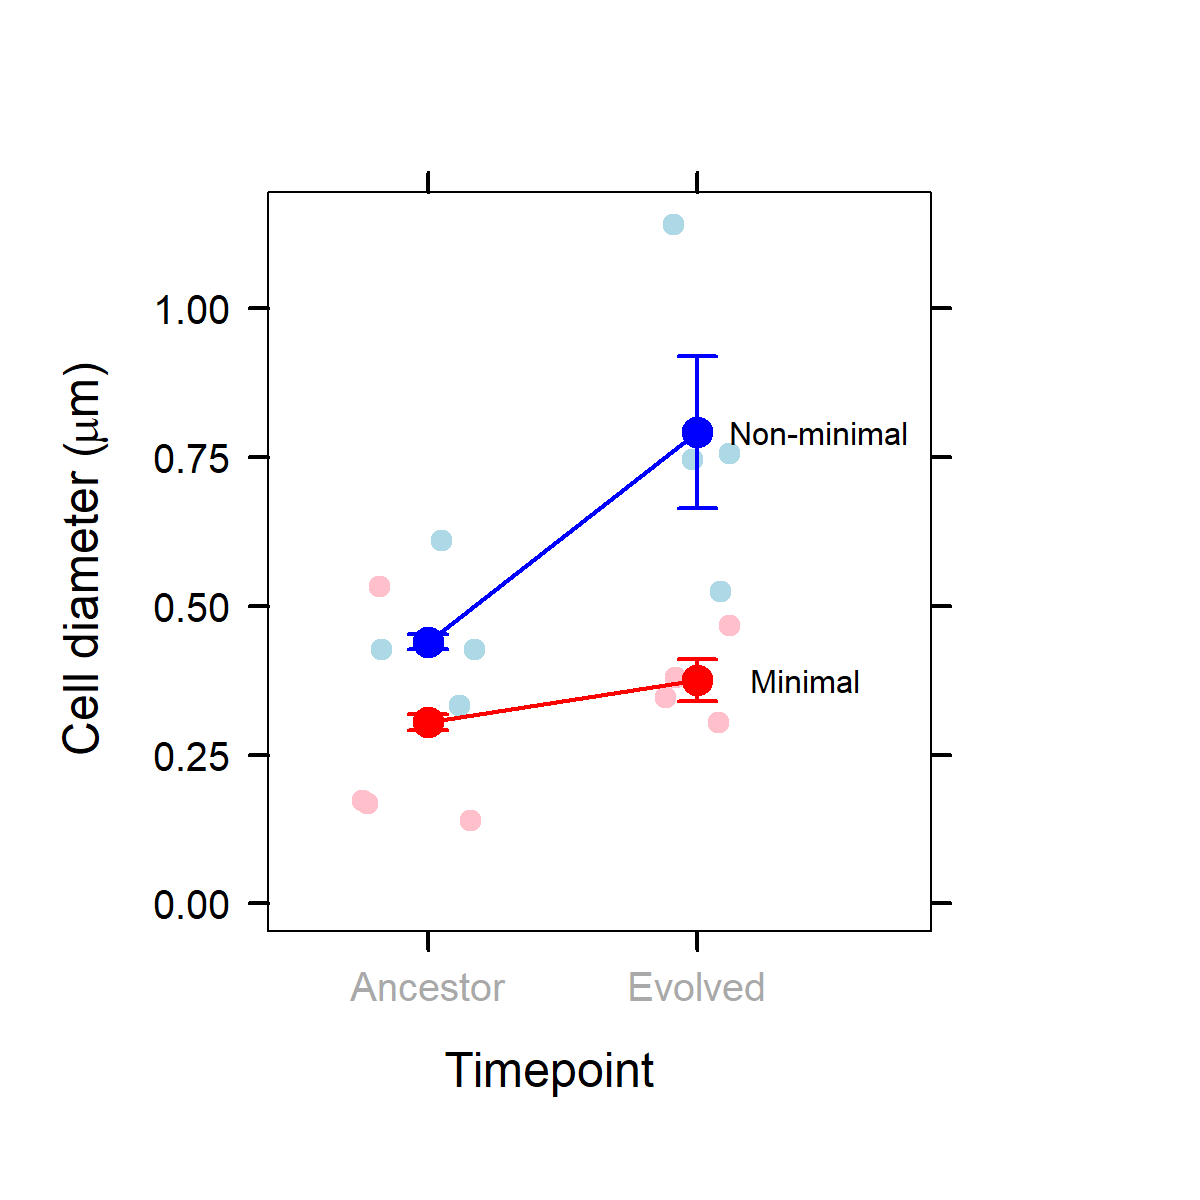 1.00
0.75
0.50
0.25
0.00
Cell diameter (μm)
Non-minimal
Minimal
Ancestor
Evolved
Timepoint